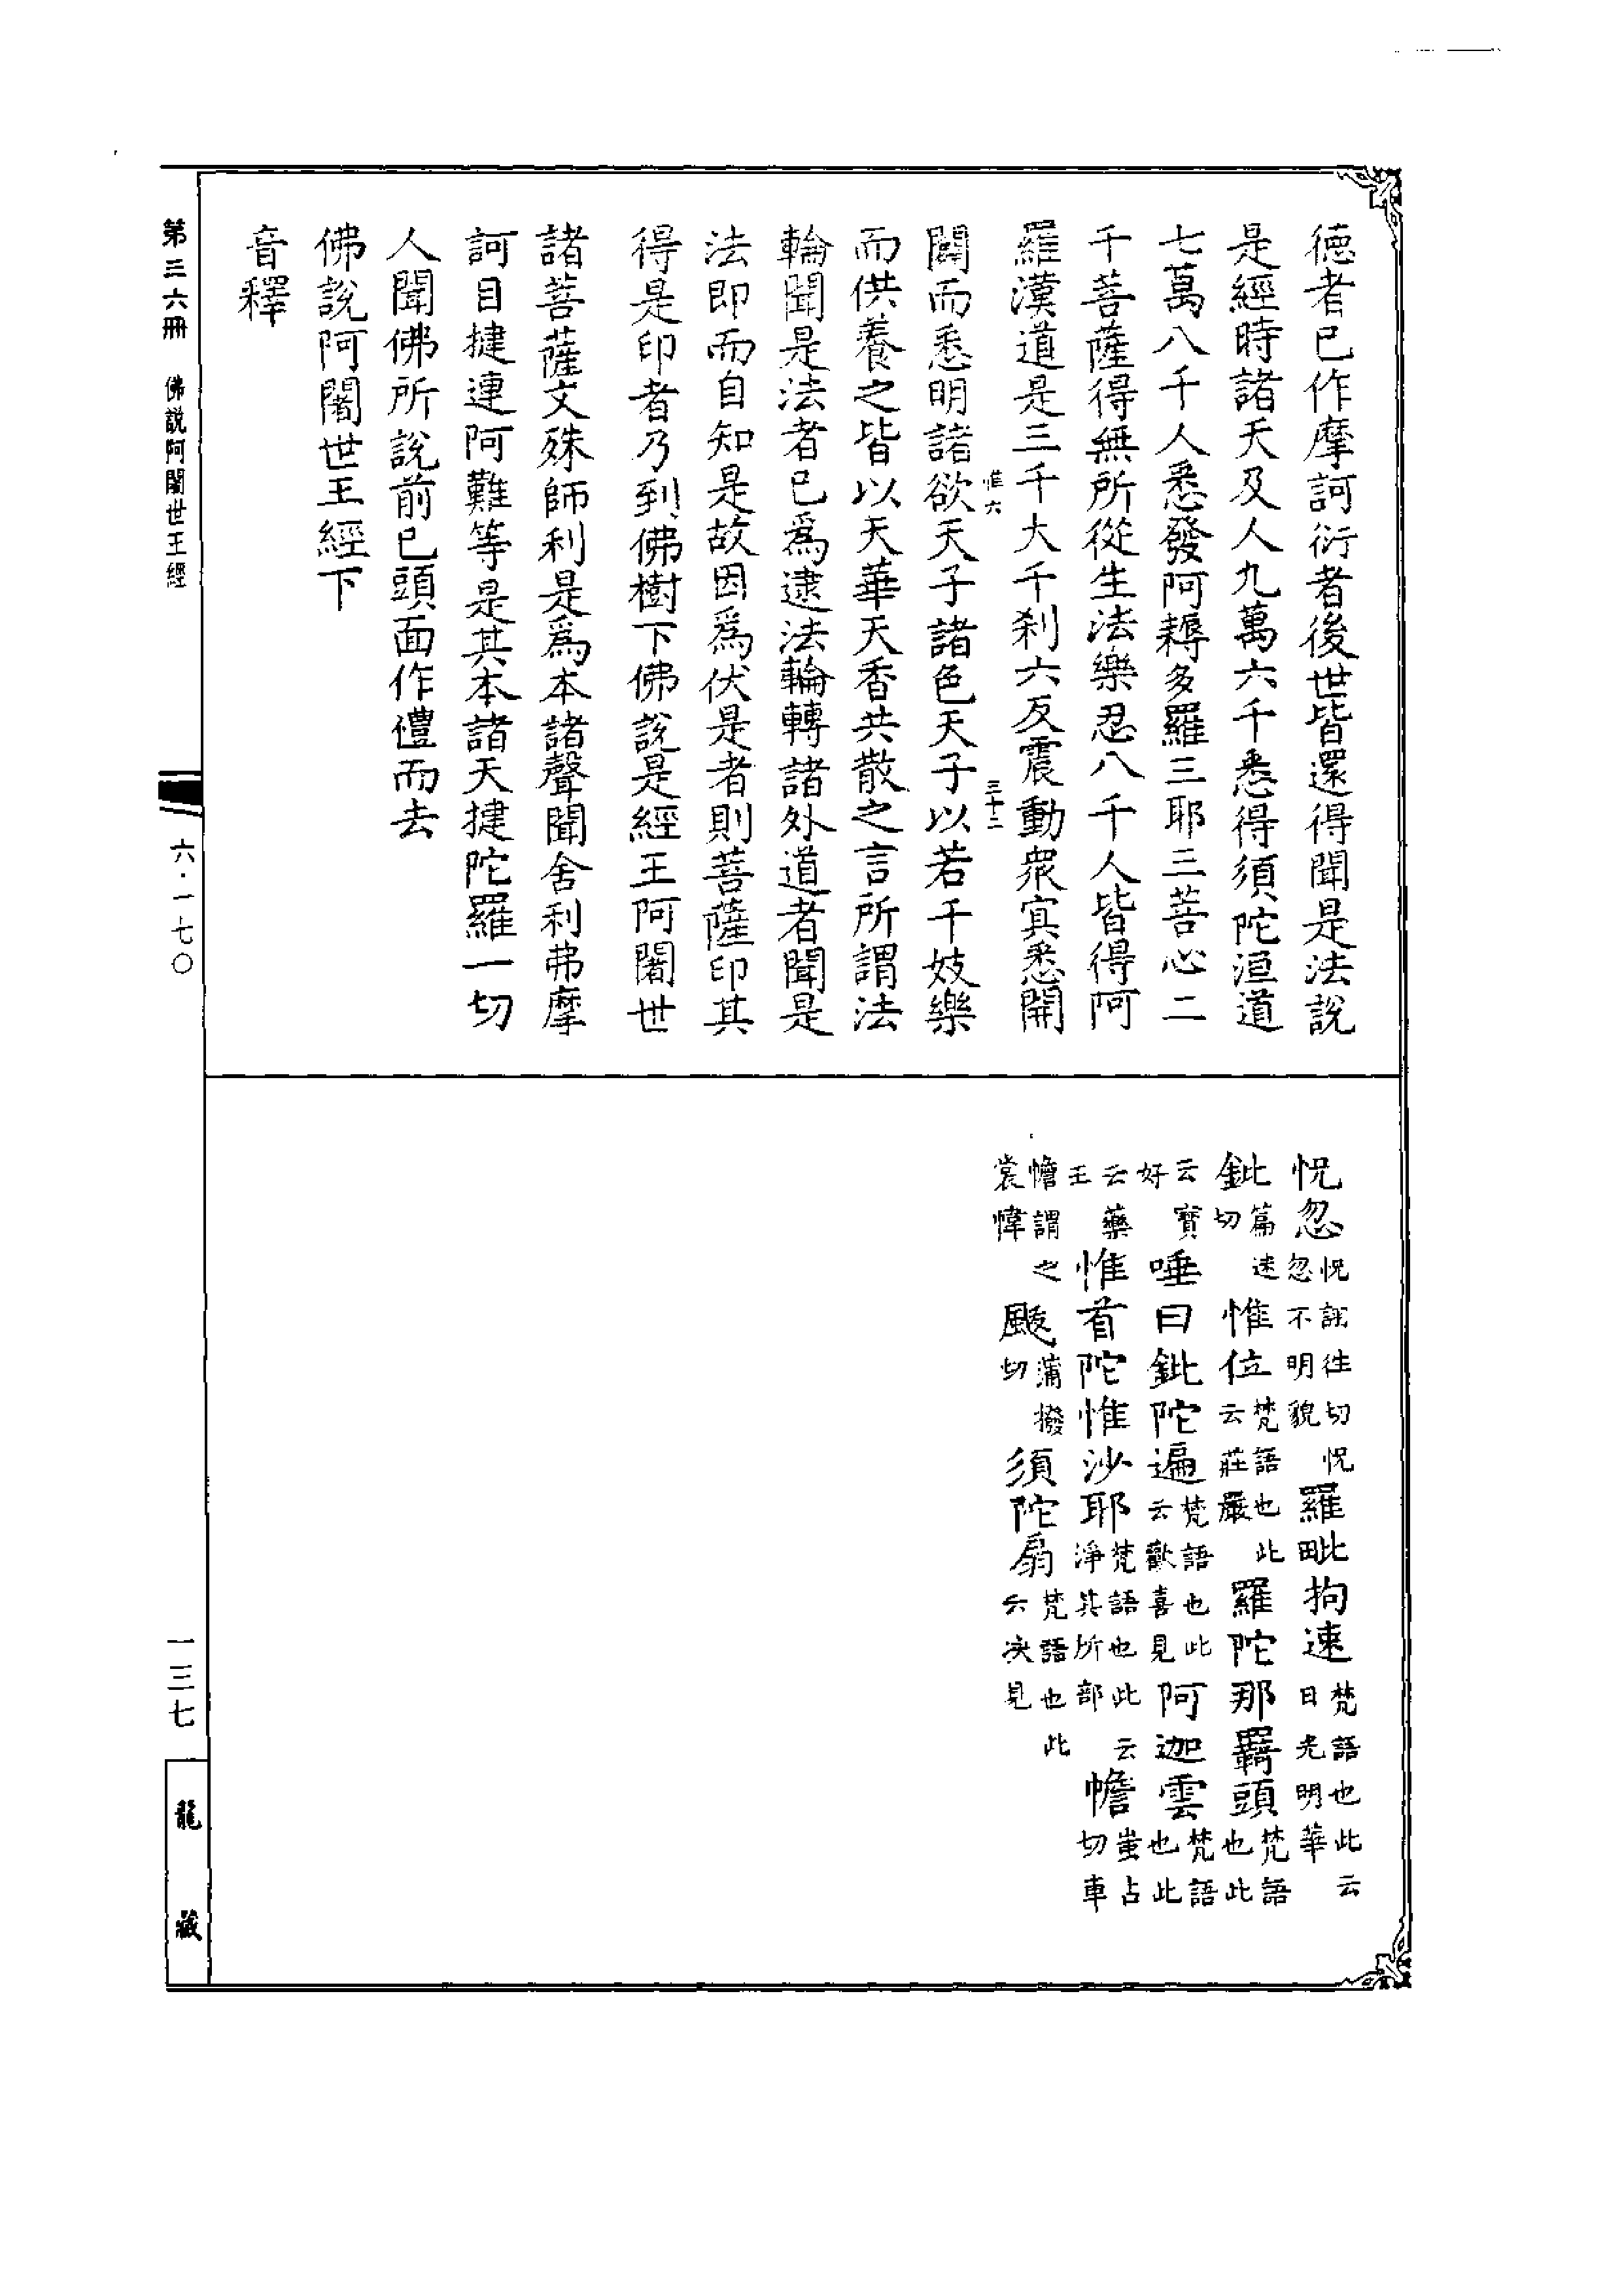 德者已作摩訶衍者後世皆還得聞是法說
是經時諸天及人九萬六千悉得須陀洹道
七萬八千人悉發阿耨多羅三耶三菩心二
千菩薩得無所從生法樂忍八千人皆得阿
羅漢道是三千大千刹六反震動衆冥悉開
惟六
三十二
闢而悉明諸欲天子諸色天子以若千妓樂
而供養之皆以天華天香共散之言所謂法
輪聞是法者已爲逮法輪轉諸外道者聞是
法即而自知是故因爲伏是者則菩薩印其
得是印者乃到佛樹下佛說是經王阿闍世
諸菩薩文殊師利是爲本諸聲聞舍利弗摩
訶目揵連阿難等是其本諸天揵陀羅一切
人聞佛所說前已頭面作禮而去
佛說阿闍世王經下
音釋
怳忽怳詡往切怳忽不明貌 羅毗拘速梵語也此云日光明華
鈚篇迷切 惟位梵語也此云莊嚴 羅陀那羇頭梵語也此
云寶好 唾曰鈚陀遍梵語也此云歡喜見 阿迦雲梵語也此
云藥王 惟首陀惟沙耶梵語也此云淨其所部 幨蚩占切車
幨謂之裳幃 颰蒲撥切 須陀扇梵語也此云决見
第三六冊 佛說阿闍世王經
六·一七〇
一三七
龍藏